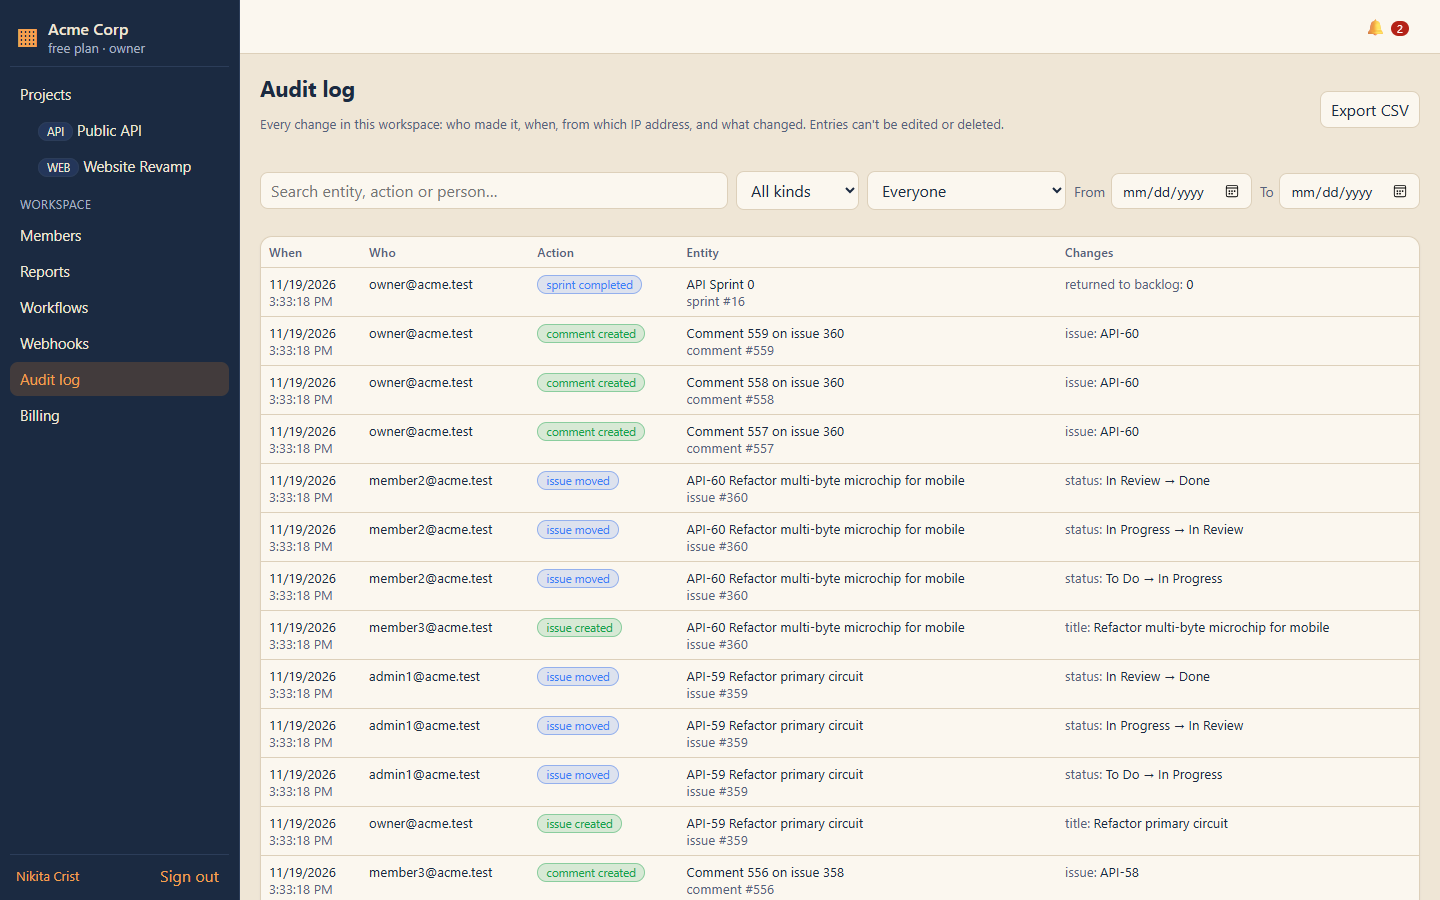 Acme Corp
free plan · owner
Projects
API Public API
WEB Website Revamp
WORKSPACE
Members
Reports
Workflows
Webhooks
Audit log
Billing
Nikita Crist Sign out
2
Audit log
Every change in this workspace: who made it, when, from which IP address, and what changed. Entries can't be edited or deleted.
Export CSV
Search entity, action or person... All kinds Everyone From mm/dd/yyyy To mm/dd/yyyy
When Who Action Entity Changes
11/19/2026 owner@acme.test sprint completed API Sprint 0 returned to backlog: 0
3:33:18 PM sprint #16
11/19/2026 owner@acme.test comment created Comment 559 on issue 360 issue: API-60
3:33:18 PM comment #559
11/19/2026 owner@acme.test comment created Comment 558 on issue 360 issue: API-60
3:33:18 PM comment #558
11/19/2026 owner@acme.test comment created Comment 557 on issue 360 issue: API-60
3:33:18 PM comment #557
11/19/2026 member2@acme.test issue moved API-60 Refactor multi-byte microchip for mobile status: In Review → Done
3:33:18 PM issue #360
11/19/2026 member2@acme.test issue moved API-60 Refactor multi-byte microchip for mobile status: In Progress → In Review
3:33:18 PM issue #360
11/19/2026 member2@acme.test issue moved API-60 Refactor multi-byte microchip for mobile status: To Do → In Progress
3:33:18 PM issue #360
11/19/2026 member3@acme.test issue created API-60 Refactor multi-byte microchip for mobile title: Refactor multi-byte microchip for mobile
3:33:18 PM issue #360
11/19/2026 admin1@acme.test issue moved API-59 Refactor primary circuit status: In Review → Done
3:33:18 PM issue #359
11/19/2026 admin1@acme.test issue moved API-59 Refactor primary circuit status: In Progress → In Review
3:33:18 PM issue #359
11/19/2026 admin1@acme.test issue moved API-59 Refactor primary circuit status: To Do → In Progress
3:33:18 PM issue #359
11/19/2026 owner@acme.test issue created API-59 Refactor primary circuit title: Refactor primary circuit
3:33:18 PM issue #359
11/19/2026 member3@acme.test comment created Comment 556 on issue 358 issue: API-58
3:33:18 PM comment #556